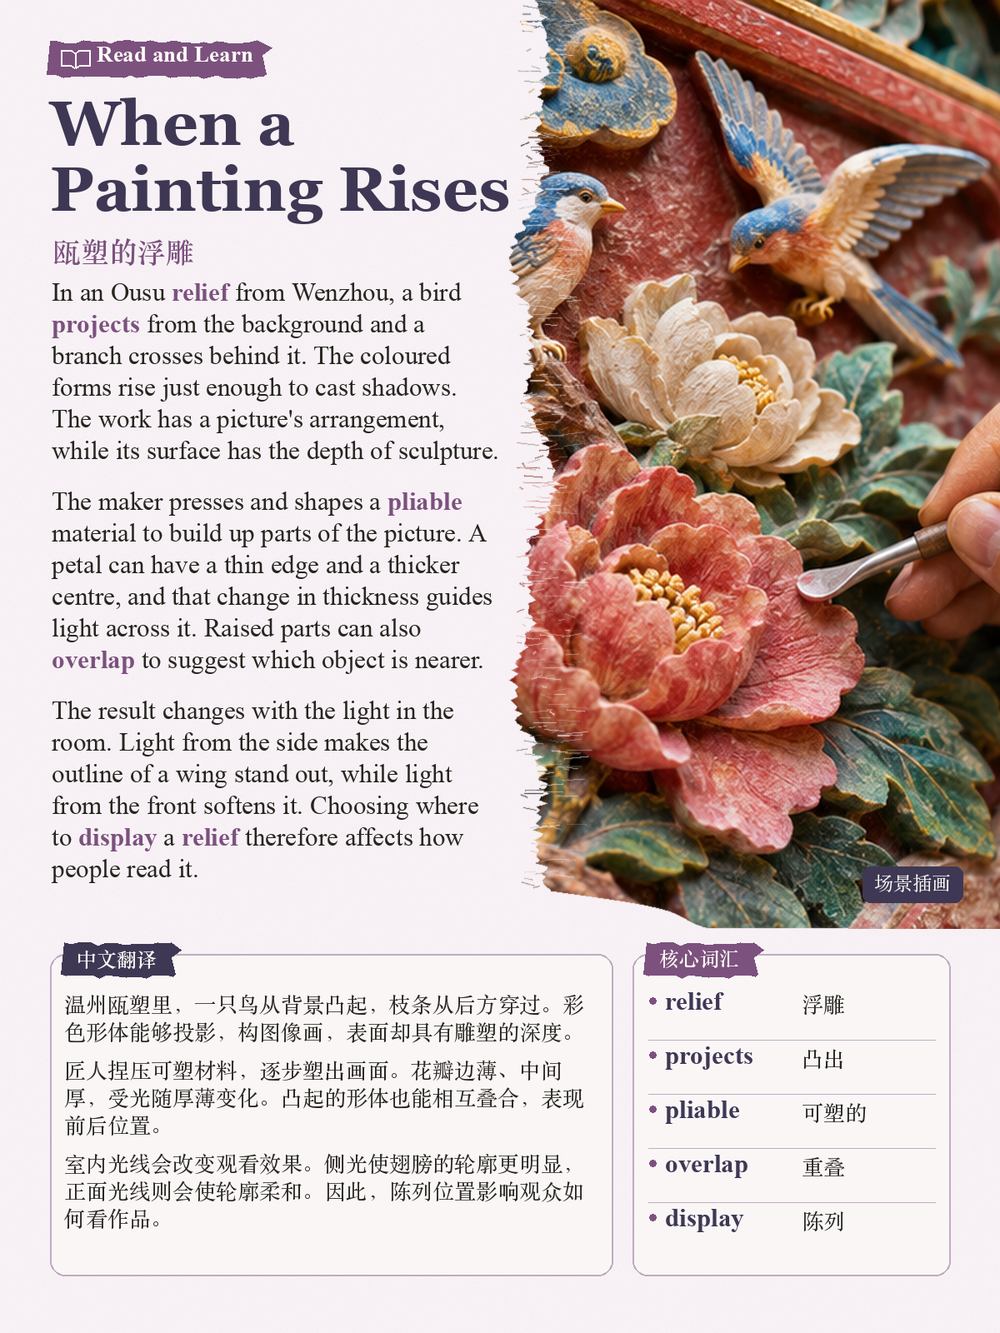 Read and Learn
When a
Painting Rises
瓯塑的浮雕
In an Ousu relief from Wenzhou, a bird
projects from the background and a
branch crosses behind it. The coloured
forms rise just enough to cast shadows.
The work has a picture's arrangement,
while its surface has the depth of sculpture.
The maker presses and shapes a pliable
material to build up parts of the picture. A
petal can have a thin edge and a thicker
centre, and that change in thickness guides
light across it. Raised parts can also
overlap to suggest which object is nearer.
The result changes with the light in the
room. Light from the side makes the
outline of a wing stand out, while light
from the front softens it. Choosing where
to display a relief therefore affects how
people read it.
场景插画
中文翻译
温州瓯塑里，一只鸟从背景凸起，枝条从后方穿过。彩
色形体能够投影，构图像画，表面却具有雕塑的深度。
匠人捏压可塑材料，逐步塑出画面。花瓣边薄、中间
厚，受光随厚薄变化。凸起的形体也能相互叠合，表现
前后位置。
室内光线会改变观看效果。侧光使翅膀的轮廓更明显，
正面光线则会使轮廓柔和。因此，陈列位置影响观众如
何看作品。
核心词汇
• relief 浮雕
• projects 凸出
• pliable 可塑的
• overlap 重叠
• display 陈列